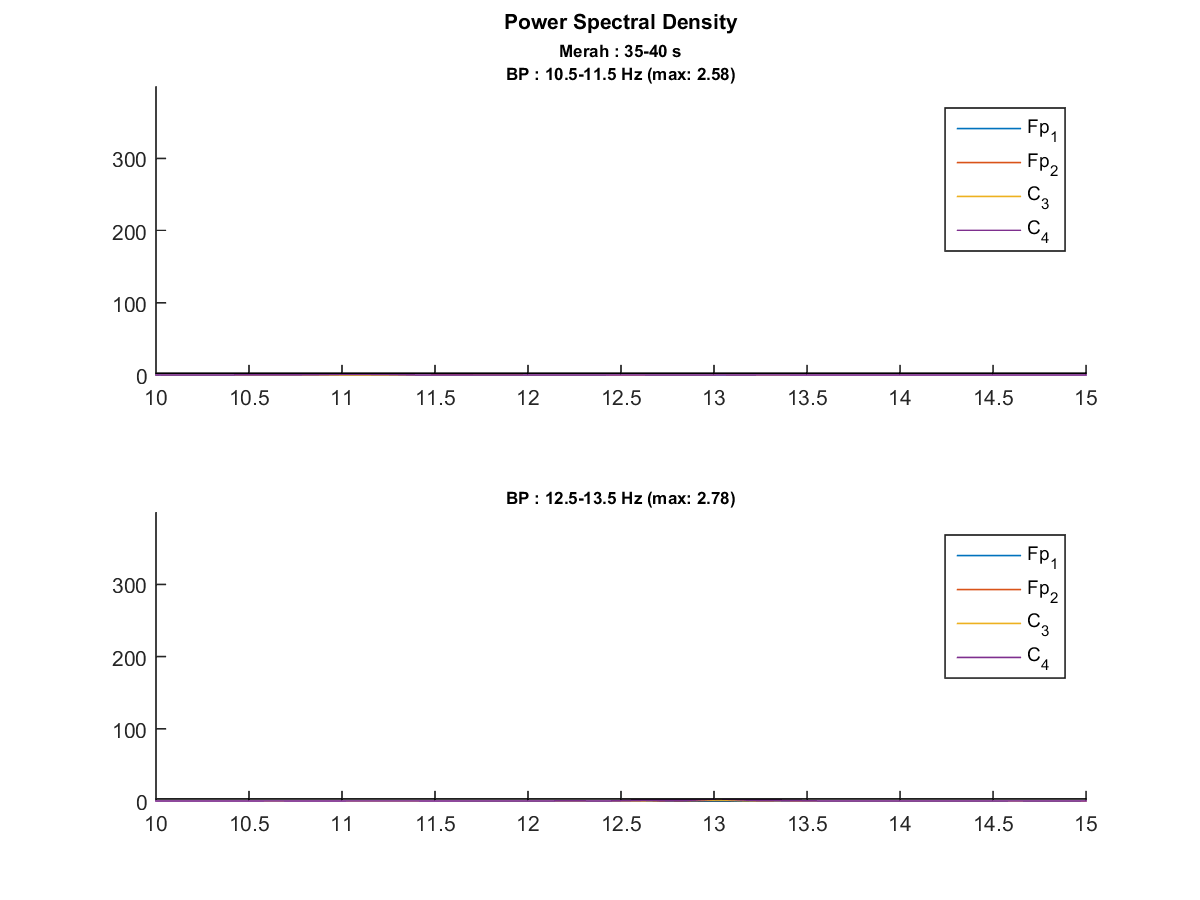 Power Spectral Density
Merah : 35-40 s
BP : 10.5-11.5 Hz (max: 2.58)
300
200
100
0
10 10.5 11 11.5 12 12.5 13 13.5 14 14.5 15
Fp1
Fp2
C3
C4
BP : 12.5-13.5 Hz (max: 2.78)
300
200
100
0
10 10.5 11 11.5 12 12.5 13 13.5 14 14.5 15
Fp1
Fp2
C3
C4